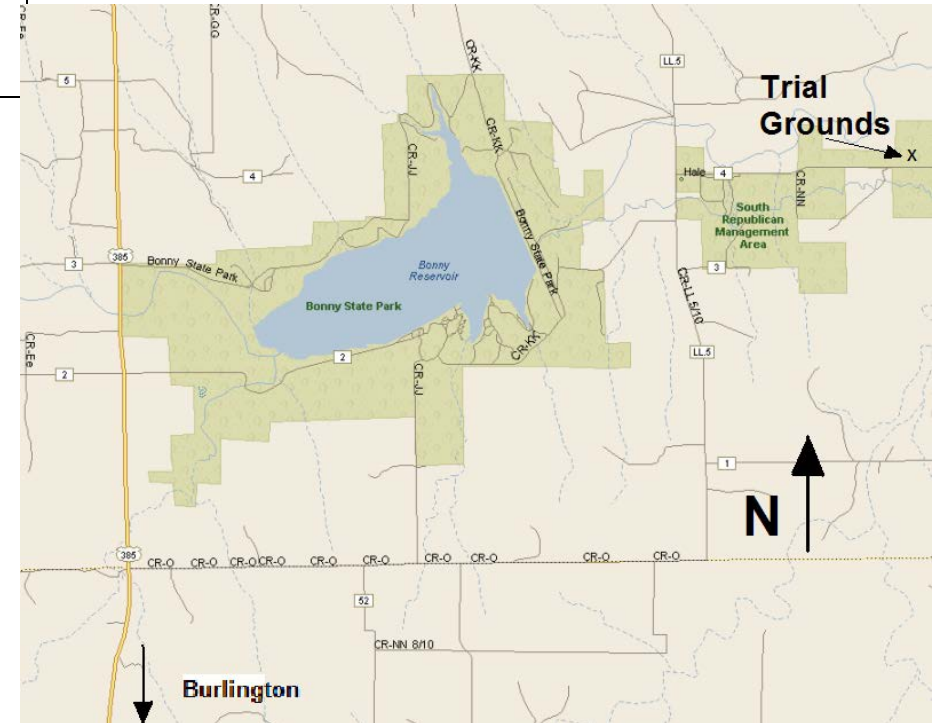 CR-Ee
CR-GG
CR-KK
5
LL.5
Trial
Grounds
X
CR-KK
CR-JJ
4
Hale
4
CR-NN
South
Republican
Management
Area
385
3
Bonny State Park
Bonny
Reservoir
Bonny State Park
3
Bonny State Park
CR-LL 5/10
CR-Ee
2
CR-KK
LL.5
2
CR-JJ
1
N
385
CR-O
CR-O
CR-O
CR-O
CR-O
CR-O
CR-O
CR-O
CR-O
CR-O
52
CR-NN 8/10
Burlington